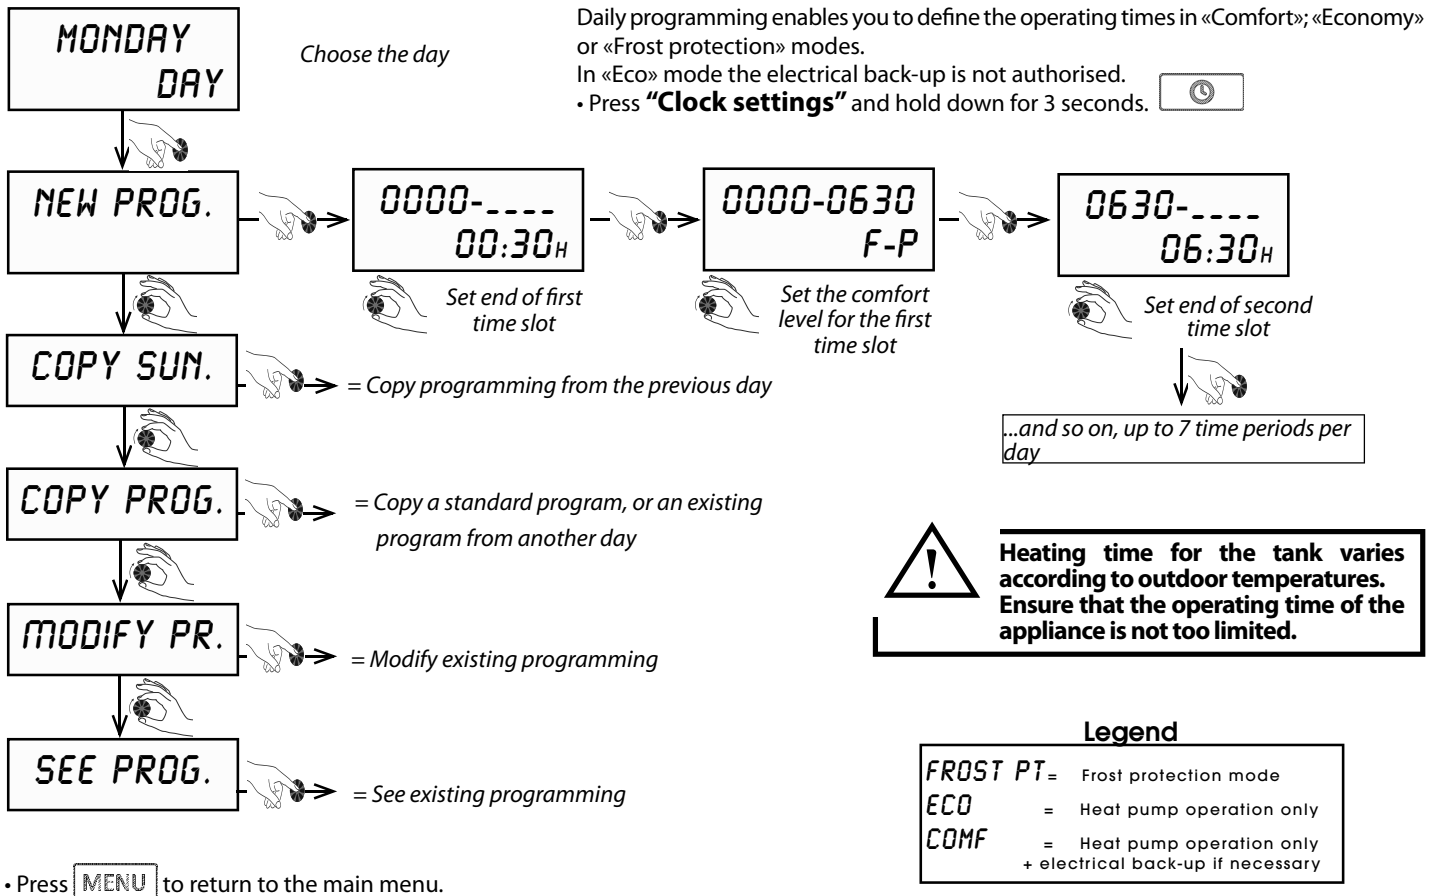 Daily programming enables you to define the operating times in «Comfort»; «Economy»
or «Frost protection» modes.
In «Eco» mode the electrical back-up is not authorised.
• Press “Clock settings” and hold down for 3 seconds.
MONDAY
DAY
Choose the day
NEW PROG.
0000-____
00:30H
Set end of first
time slot
0000-0630
F-P
Set the comfort
level for the first
time slot
0630-____
06:30H
Set end of second
time slot
...and so on, up to 7 time periods per
day
COPY SUN.
= Copy programming from the previous day
COPY PROG.
= Copy a standard program, or an existing
program from another day
MODIFY PR.
= Modify existing programming
SEE PROG.
= See existing programming
Heating time for the tank varies
according to outdoor temperatures.
Ensure that the operating time of the
appliance is not too limited.
!
Legend
FROST PT= Frost protection mode
ECO = Heat pump operation only
COMF = Heat pump operation only
+ electrical back-up if necessary
• Press MENU to return to the main menu.